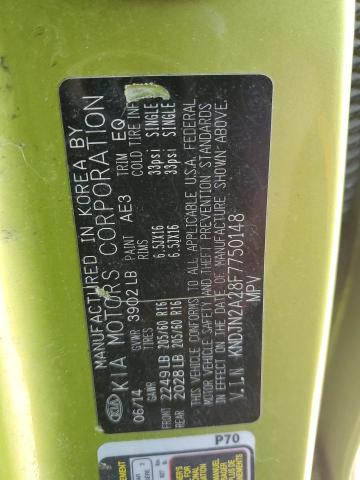 MANUFACTURED IN KOREA BY
KIA KIA MOTORS CORPORATION
06/14 GVWR 3902 LB PAINT AE3 TRIM EQ
GAWR TIRES RIMS COLD TIRE INF
FRONT 2249 LB 205/60 R16 6.5JX16 33psi SINGLE
REAR 2028 LB 205/60 R16 6.5JX16 33psi SINGLE
THIS VEHICLE CONFORMS TO ALL APPLICABLE U.S.A. FEDERAL
MOTOR VEHICLE SAFETY AND THEFT PREVENTION STANDARDS
IN EFFECT ON THE DATE OF MANUFACTURE SHOWN ABOVE.
V.I.N KNDJN2A28F7750148
MPV
P70